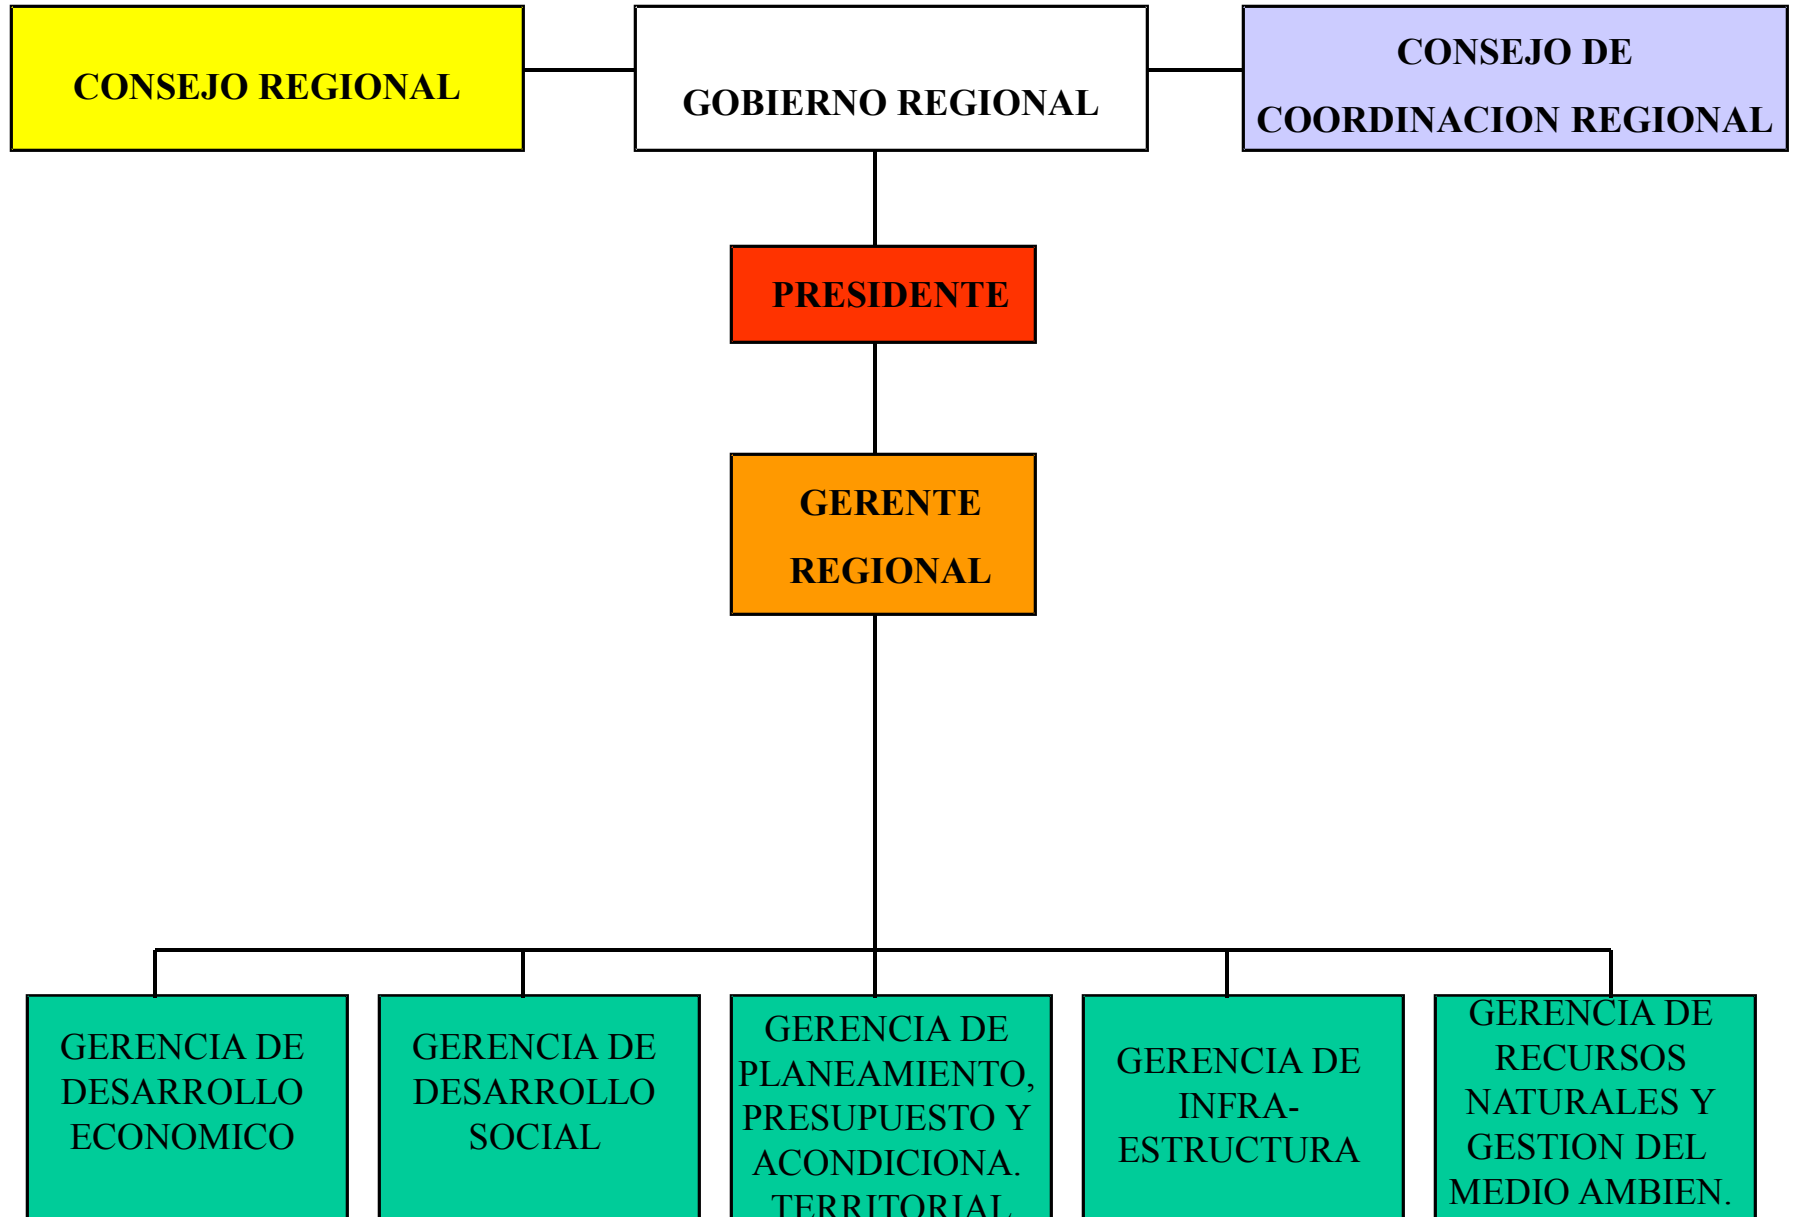 CONSEJO REGIONAL
GOBIERNO REGIONAL
CONSEJO DE
COORDINACION REGIONAL
PRESIDENTE
GERENTE
REGIONAL
GERENCIA DE
DESARROLLO
ECONOMICO
GERENCIA DE
DESARROLLO
SOCIAL
GERENCIA DE
PLANEAMIENTO,
PRESUPUESTO Y
ACONDICIONA.
TERRITORIAL
GERENCIA DE
INFRA-
ESTRUCTURA
GERENCIA DE
RECURSOS
NATURALES Y
GESTION DEL
MEDIO AMBIEN.